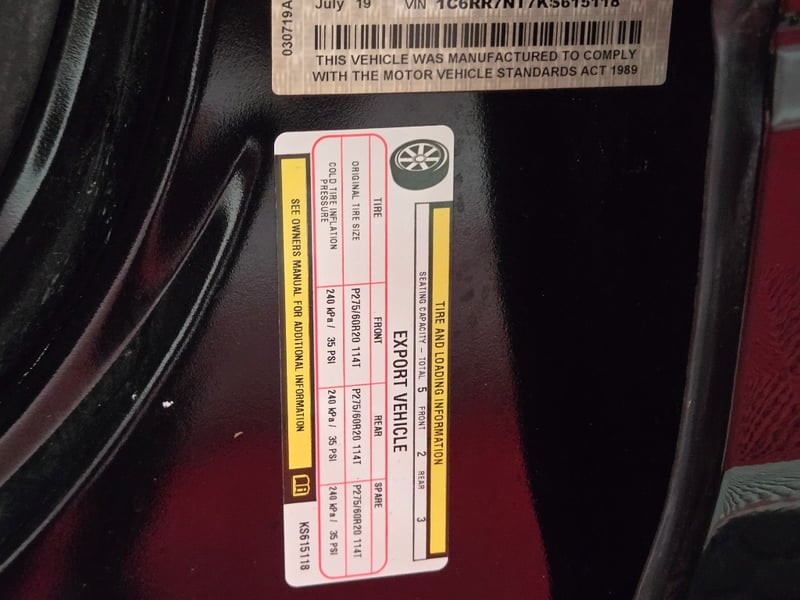 030719A
July 19 VIN 1C6RR7NT7KS615118
THIS VEHICLE WAS MANUFACTURED TO COMPLY
WITH THE MOTOR VEHICLE STANDARDS ACT 1989
TIRE AND LOADING INFORMATION
SEATING CAPACITY – TOTAL 5 FRONT 2 REAR 3
EXPORT VEHICLE
TIRE FRONT REAR SPARE
ORIGINAL TIRE SIZE P275/60R20 114T P275/60R20 114T P275/60R20 114T
COLD TIRE INFLATION
PRESSURE 240 kPa / 35 PSI 240 kPa / 35 PSI 240 kPa / 35 PSI
SEE OWNERS MANUAL FOR ADDITIONAL INFORMATION
KS615118